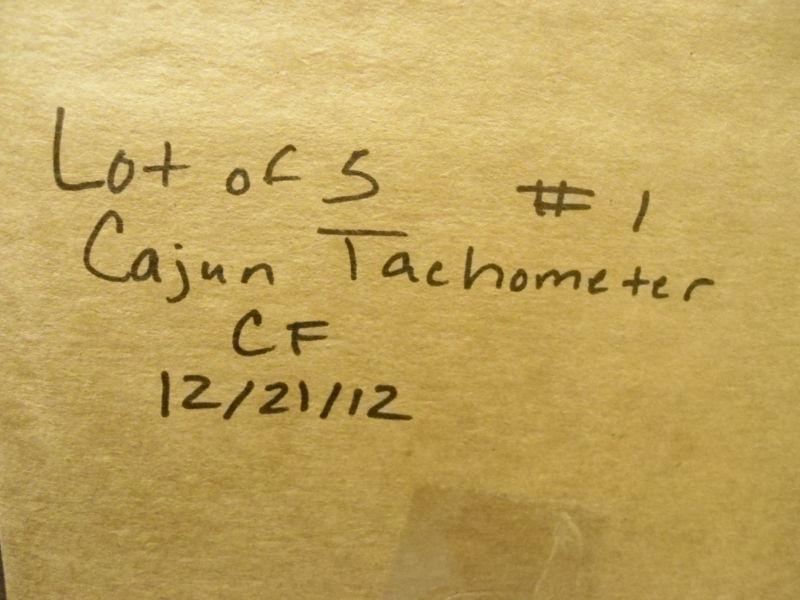 Lot of 5 # 1
Cajun Tachometer
CF
12/21/12